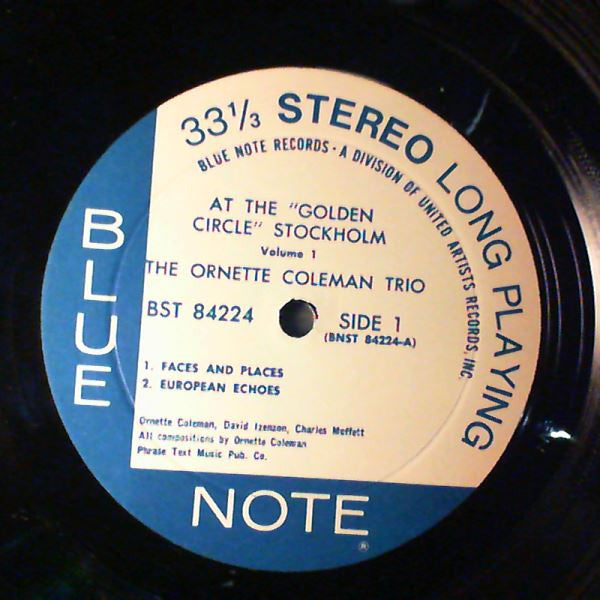 33 1/3 STEREO LONG PLAYING
BLUE NOTE RECORDS · A DIVISION OF UNITED ARTISTS RECORDS, INC.
AT THE "GOLDEN
CIRCLE" STOCKHOLM
Volume 1
THE ORNETTE COLEMAN TRIO
BST 84224
SIDE 1
(BNST 84224-A)
1. FACES AND PLACES
2. EUROPEAN ECHOES
Ornette Coleman, David Izenzon, Charles Moffett
All compositions by Ornette Coleman
Phrase Text Music Pub. Co.
BLUE
NOTE
®